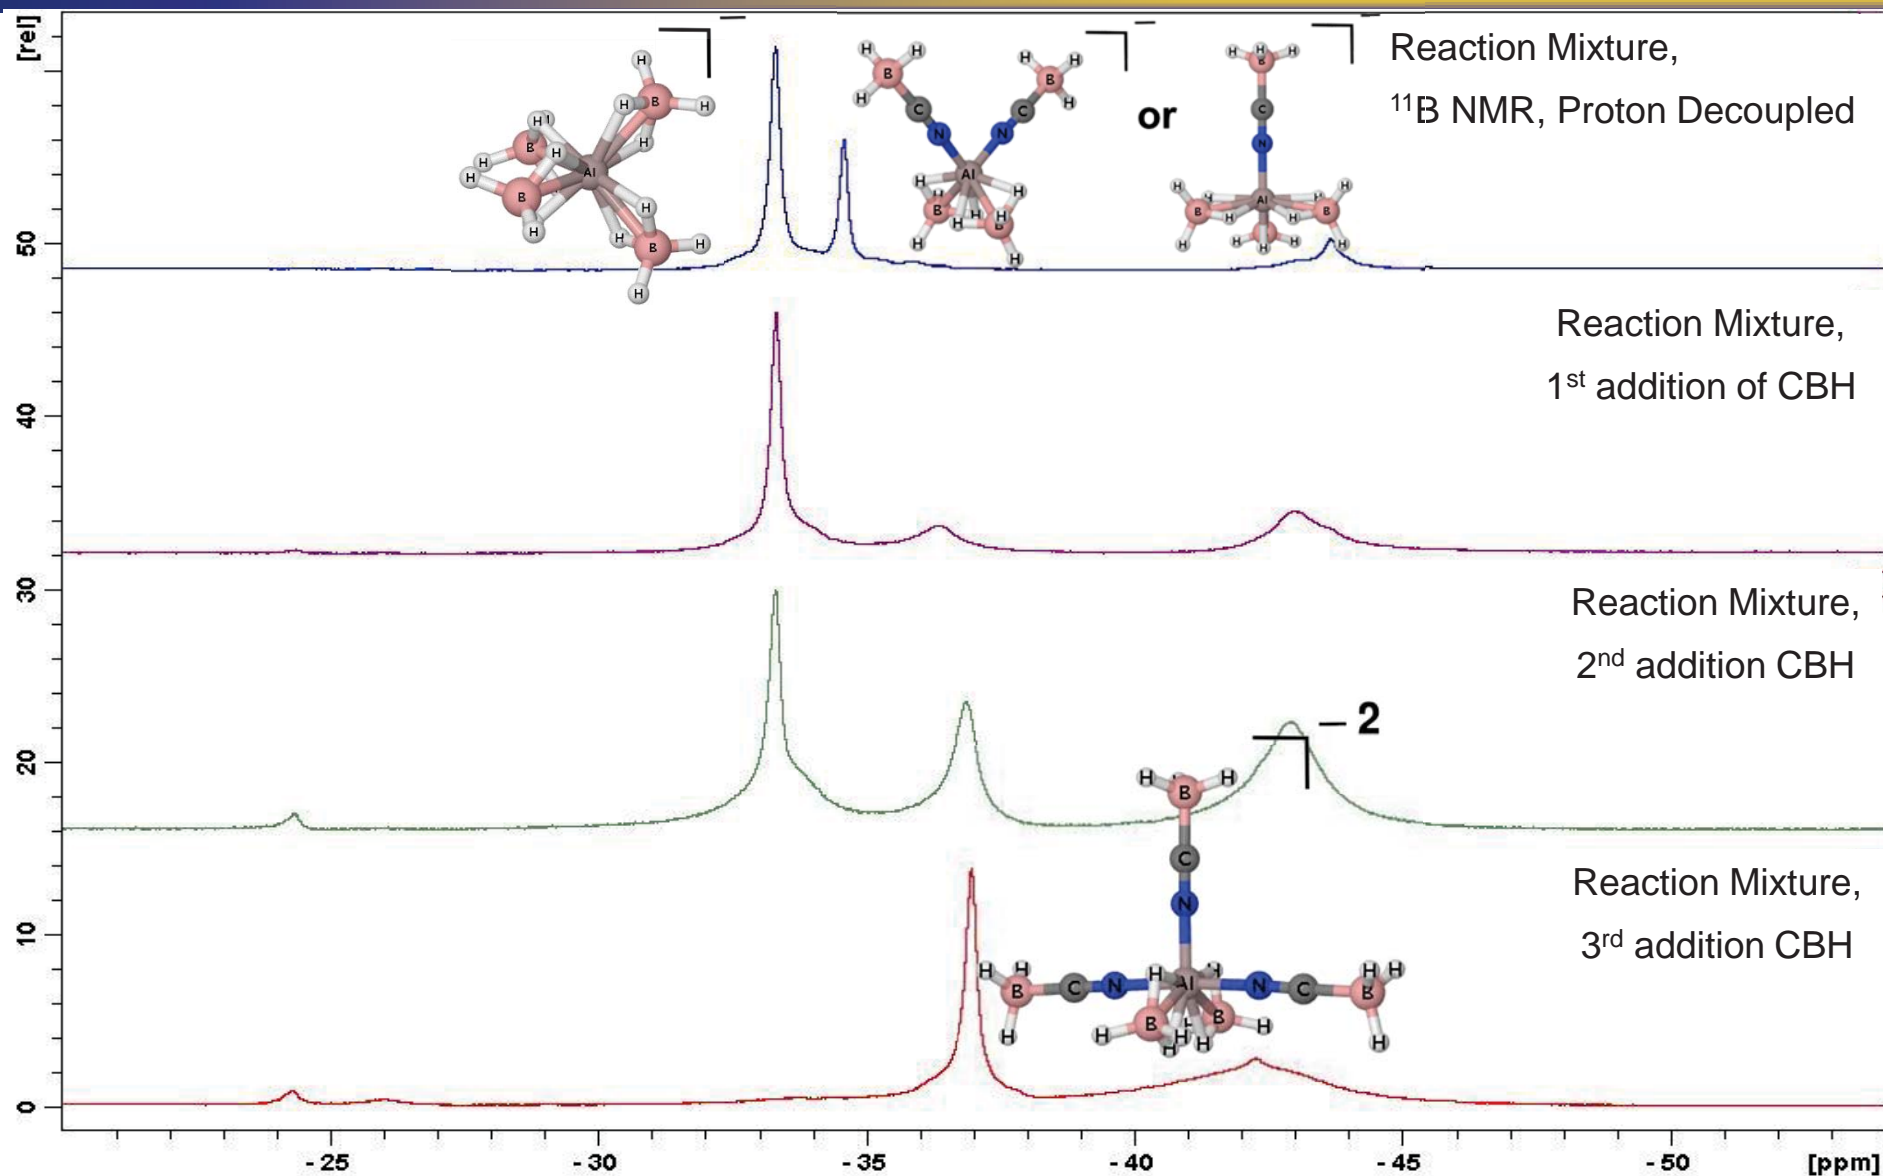 [rel]
50
40
30
20
10
0
Reaction Mixture,
¹¹B NMR, Proton Decoupled
or
Reaction Mixture,
1ˢᵗ addition of CBH
Reaction Mixture,
2ⁿᵈ addition CBH
– 2
Reaction Mixture,
3ʳᵈ addition CBH
- 25
- 30
- 35
- 40
- 45
- 50
[ppm]